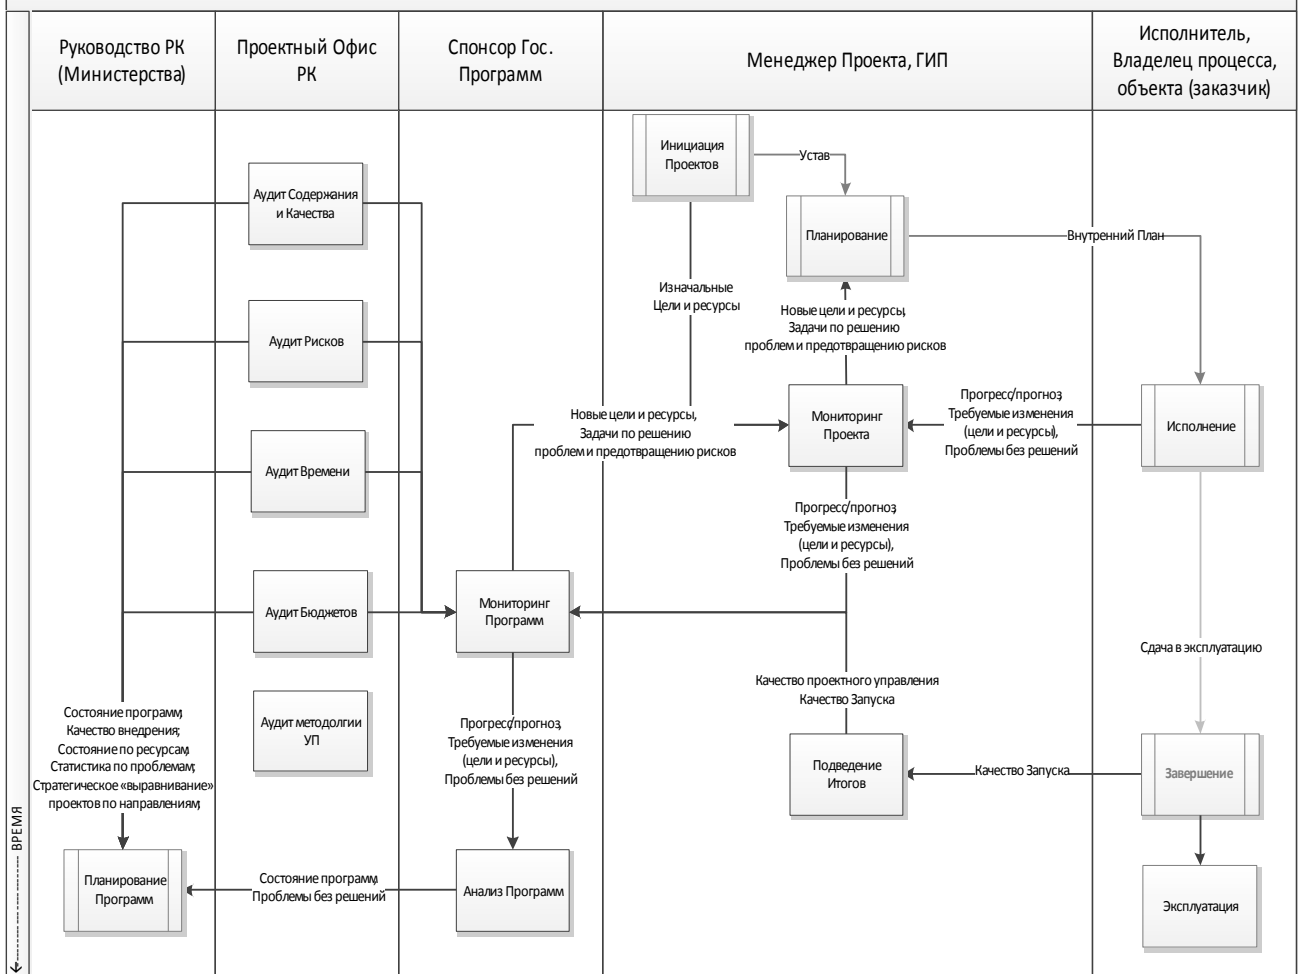 Руководство РК
(Министерства)
Проектный Офис
РК
Спонсор Гос.
Программ
Менеджер Проекта, ГИП
Исполнитель,
Владелец процесса,
объекта (заказчик)
Инициация
Проектов
Устав
Аудит Содержания
и Качества
Планирование
Внутренний План
Изначальные
Цели и ресурсы
Новые цели и ресурсы,
Задачи по решению
проблем и предотвращению рисков
Аудит Рисков
Новые цели и ресурсы,
Задачи по решению
проблем и предотвращению рисков
Мониторинг
Проекта
Прогресс/прогноз,
Требуемые изменения
(цели и ресурсы),
Проблемы без решений
Исполнение
Аудит Времени
Прогресс/прогноз,
Требуемые изменения
(цели и ресурсы),
Проблемы без решений
Аудит Бюджетов
Мониторинг
Программ
Сдача в эксплуатацию
Качество проектного управления
Качество Запуска
Состояние программ,
Качество внедрения;
Состояние по ресурсам,
Статистика по проблемам;
Стратегическое «выравнивание»
проектов по направлениям;
Аудит методолгии
УП
Прогресс/прогноз,
Требуемые изменения
(цели и ресурсы),
Проблемы без решений
Подведение
Итогов
Качество Запуска
Завершение
ВРЕМЯ
Планирование
Программ
Состояние программ,
Проблемы без решений
Анализ Программ
Эксплуатация